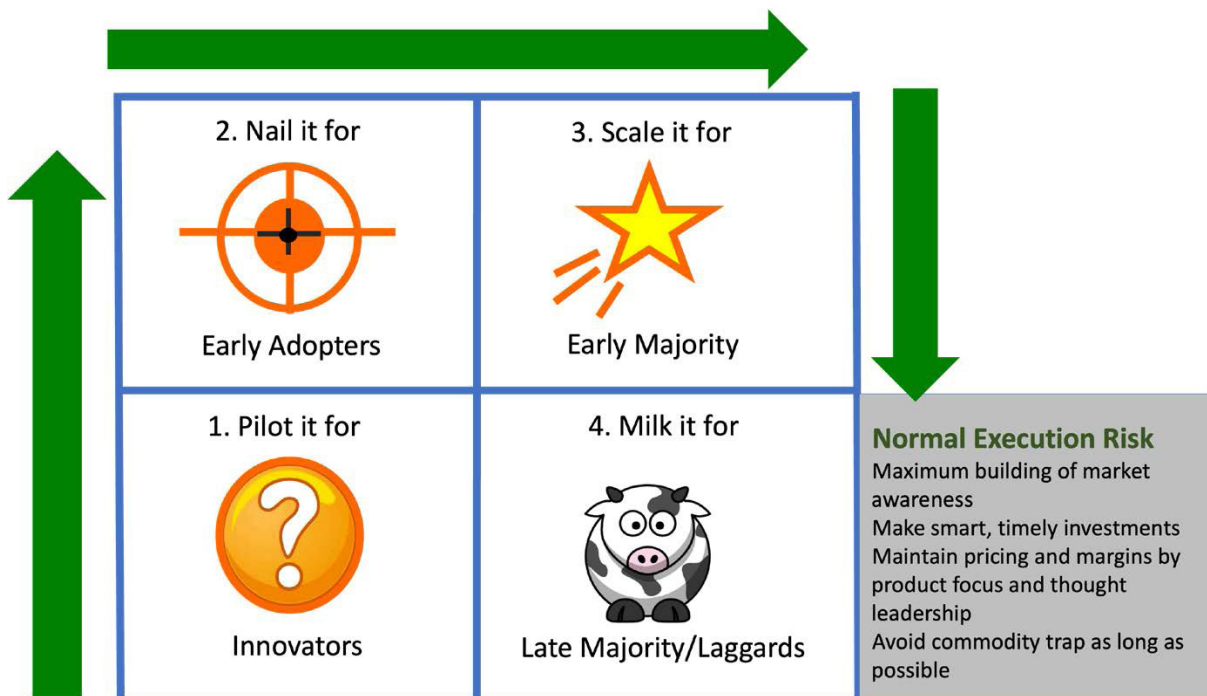 2. Nail it for
Early Adopters
3. Scale it for
Early Majority
1. Pilot it for
Innovators
4. Milk it for
Late Majority/Laggards
Normal Execution Risk
Maximum building of market
awareness
Make smart, timely investments
Maintain pricing and margins by
product focus and thought
leadership
Avoid commodity trap as long as
possible